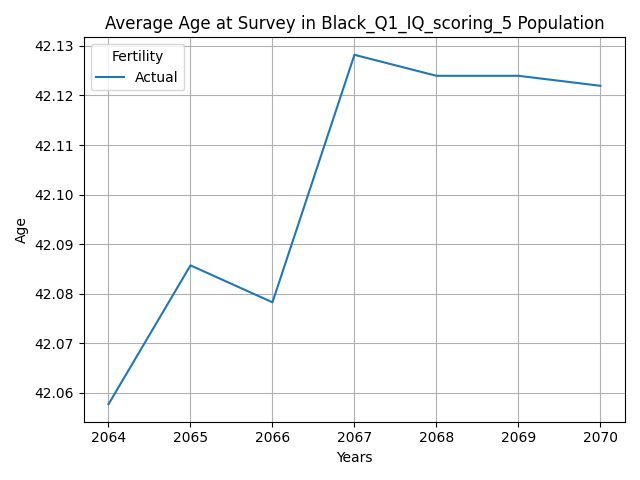 Average Age at Survey in Black_Q1_IQ_scoring_5 Population
Fertility
Actual
42.13
42.12
42.11
42.10
42.09
42.08
42.07
42.06
Age
2064 2065 2066 2067 2068 2069 2070
Years